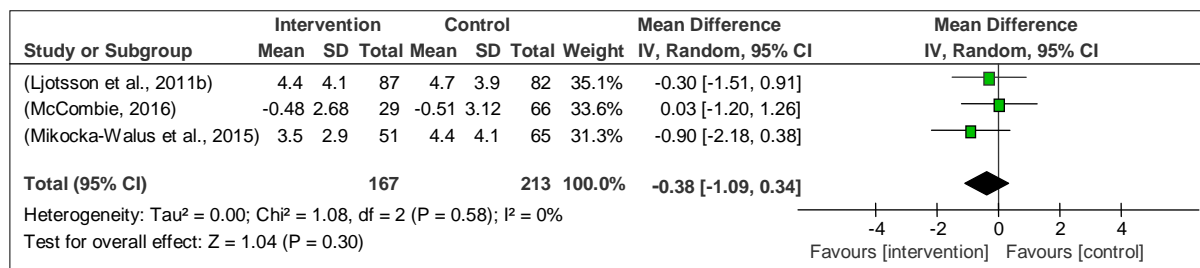 Intervention Control Mean Difference Mean Difference
Study or Subgroup Mean SD Total Mean SD Total Weight IV, Random, 95% CI IV, Random, 95% CI
(Ljotsson et al., 2011b) 4.4 4.1 87 4.7 3.9 82 35.1% -0.30 [-1.51, 0.91]
(McCombie, 2016) -0.48 2.68 29 -0.51 3.12 66 33.6% 0.03 [-1.20, 1.26]
(Mikocka-Walus et al., 2015) 3.5 2.9 51 4.4 4.1 65 31.3% -0.90 [-2.18, 0.38]
Total (95% CI) 167 213 100.0% -0.38 [-1.09, 0.34]
Heterogeneity: Tau² = 0.00; Chi² = 1.08, df = 2 (P = 0.58); I² = 0%
Test for overall effect: Z = 1.04 (P = 0.30)
-4 -2 0 2 4
Favours [intervention] Favours [control]